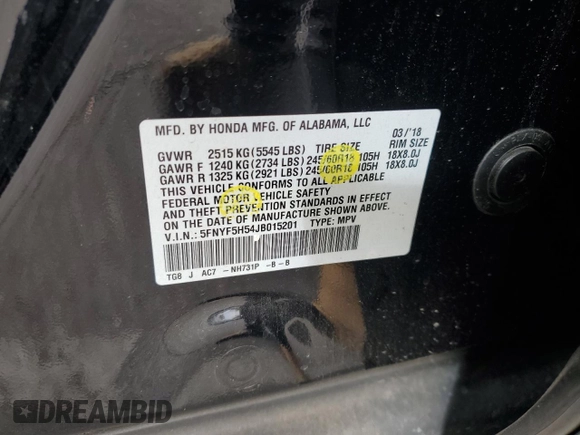 MFD. BY HONDA MFG. OF ALABAMA, LLC
03/'18
GVWR 2515 KG (5545 LBS) TIRE SIZE RIM SIZE
GAWR F 1240 KG (2734 LBS) 245/60R18 105H 18X8.0J
GAWR R 1325 KG (2921 LBS) 245/60R18 105H 18X8.0J
THIS VEHICLE CONFORMS TO ALL APPLICABLE
FEDERAL MOTOR VEHICLE SAFETY
AND THEFT PREVENTION STANDARDS IN EFFECT
ON THE DATE OF MANUFACTURE SHOWN ABOVE.
V.I.N.: 5FNYF5H54JB015201 TYPE: MPV
TG8 J AC7 -NH731P -B-B
DREAMBID